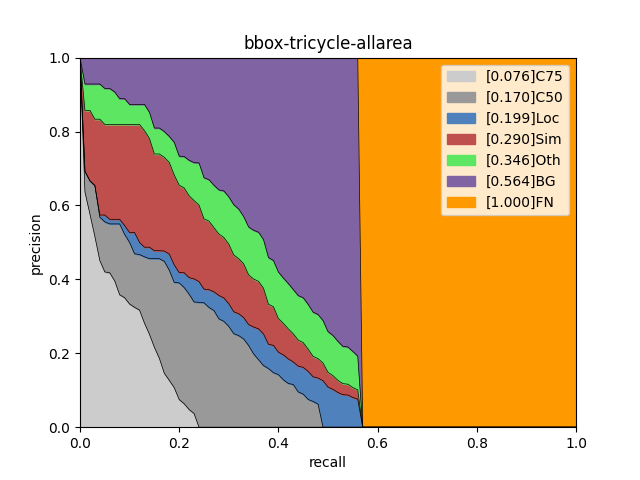 bbox-tricycle-allarea
1.0
0.8
0.6
0.4
0.2
0.0
precision
[0.076]C75
[0.170]C50
[0.199]Loc
[0.290]Sim
[0.346]Oth
[0.564]BG
[1.000]FN
0.0 0.2 0.4 0.6 0.8 1.0
recall